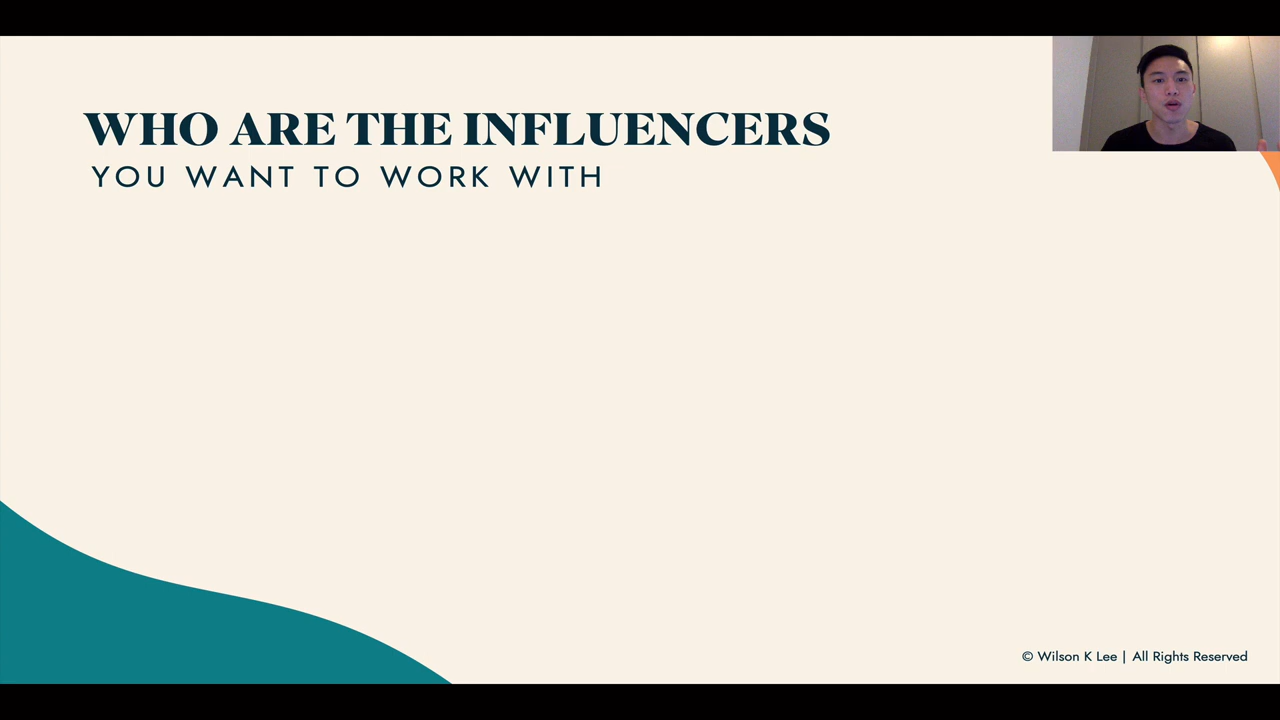 WHO ARE THE INFLUENCERS
YOU WANT TO WORK WITH
© Wilson K Lee | All Rights Reserved